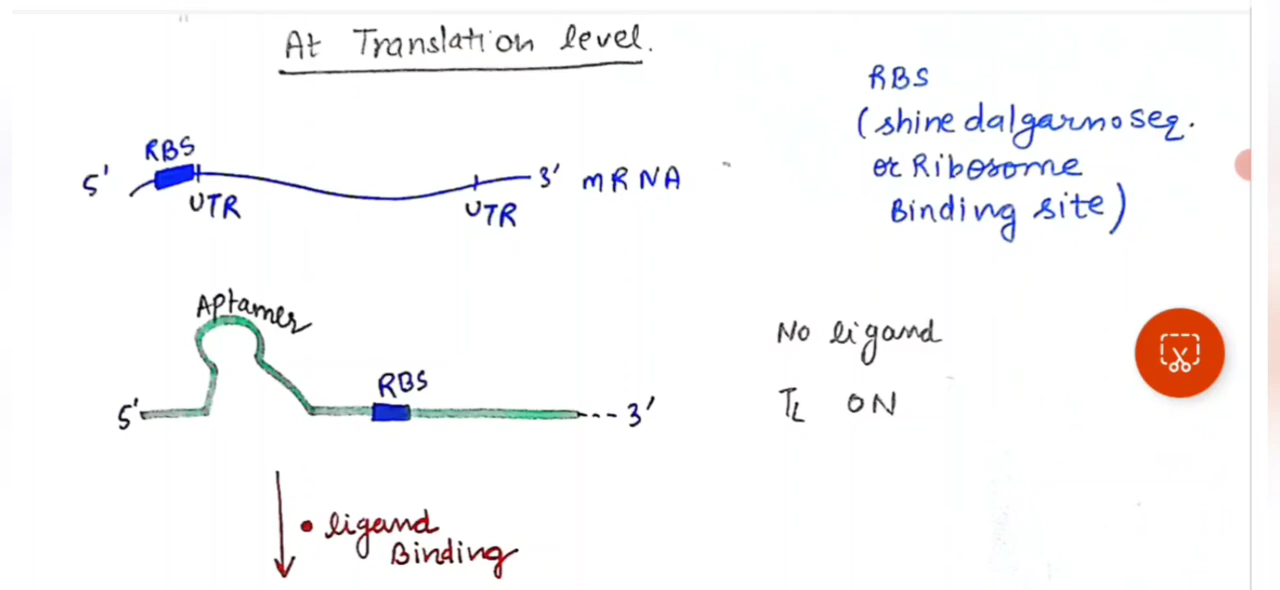 At Translation level.
RBS
(shine dalgarno seq.
or Ribosome
Binding site)
RBS
5' 3' mRNA
UTR UTR
Aptamer
RBS
5' ---3'
No ligand
TL ON
• ligand
Binding